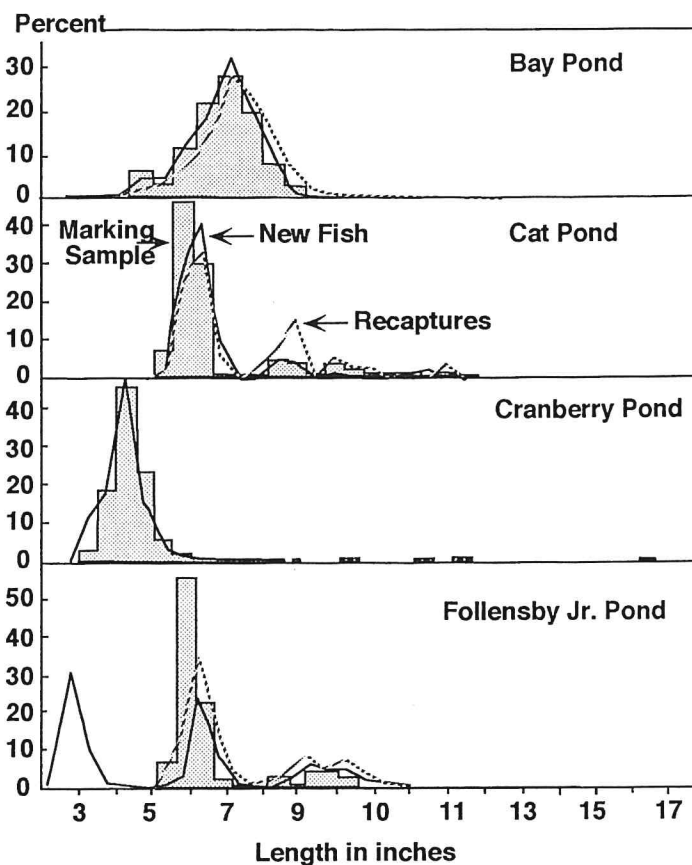 Percent
30
20
10
0
Bay Pond
40
30
20
10
0
Marking
Sample
New Fish
Cat Pond
Recaptures
40
30
20
10
0
Cranberry Pond
50
40
30
20
10
0
Follensby Jr. Pond
3 5 7 9 10 11 13 15 17
Length in inches